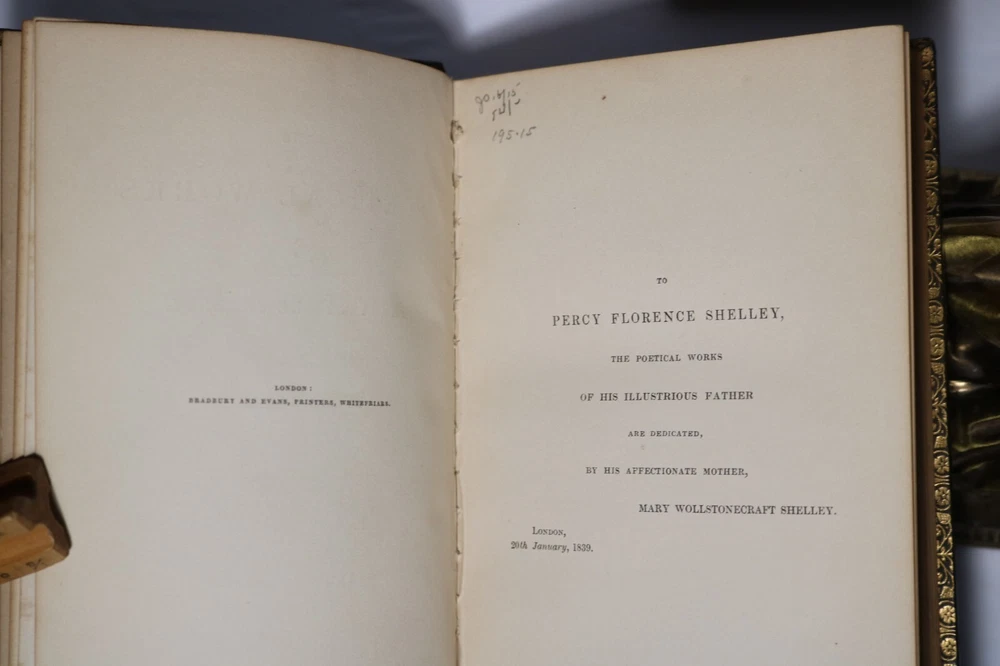 LONDON:
BRADBURY AND EVANS, PRINTERS, WHITEFRIARS.
195.15
TO
PERCY FLORENCE SHELLEY,
THE POETICAL WORKS
OF HIS ILLUSTRIOUS FATHER
ARE DEDICATED,
BY HIS AFFECTIONATE MOTHER,
MARY WOLLSTONECRAFT SHELLEY.
LONDON,
20th January, 1839.